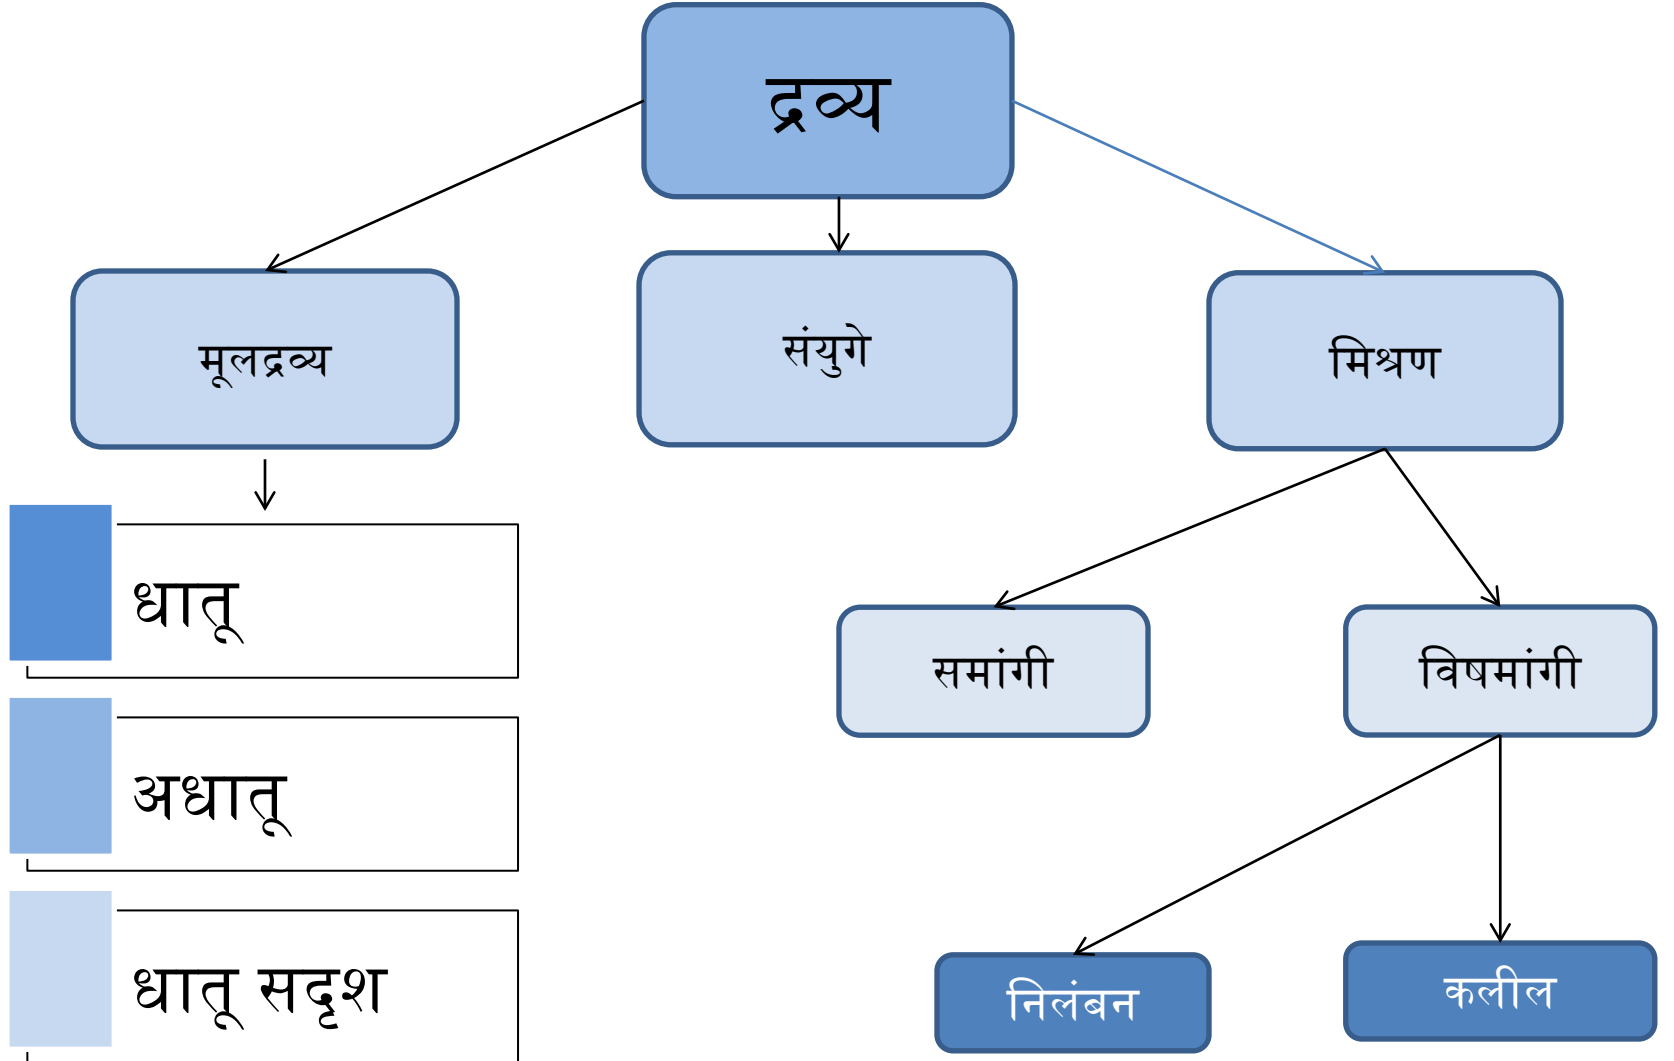 द्रव्य
मूलद्रव्य
संयुगे
मिश्रण
धातू
अधातू
धातू सदृश
समांगी
विषमांगी
निलंबन
कलील